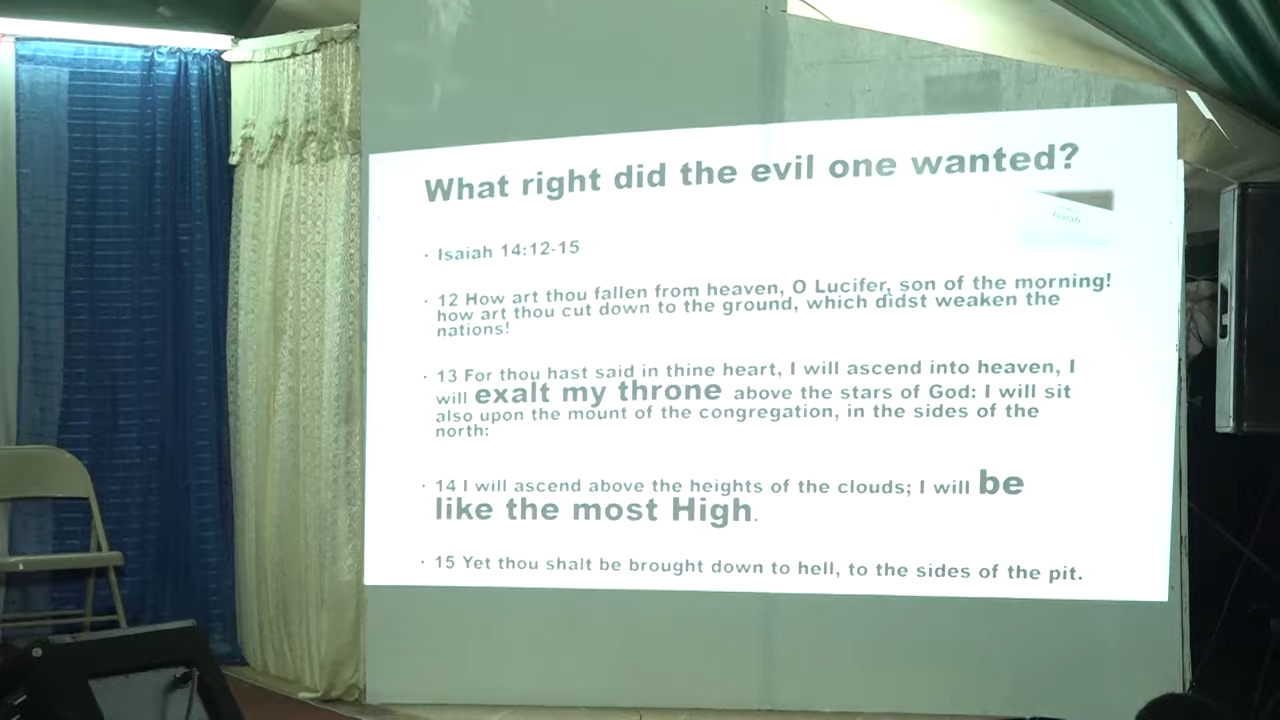 What right did the evil one wanted?
Isaiah
· Isaiah 14:12-15
· 12 How art thou fallen from heaven, O Lucifer, son of the morning!
how art thou cut down to the ground, which didst weaken the
nations!
· 13 For thou hast said in thine heart, I will ascend into heaven, I
will exalt my throne above the stars of God: I will sit
also upon the mount of the congregation, in the sides of the
north:
· 14 I will ascend above the heights of the clouds; I will be
like the most High.
· 15 Yet thou shalt be brought down to hell, to the sides of the pit.